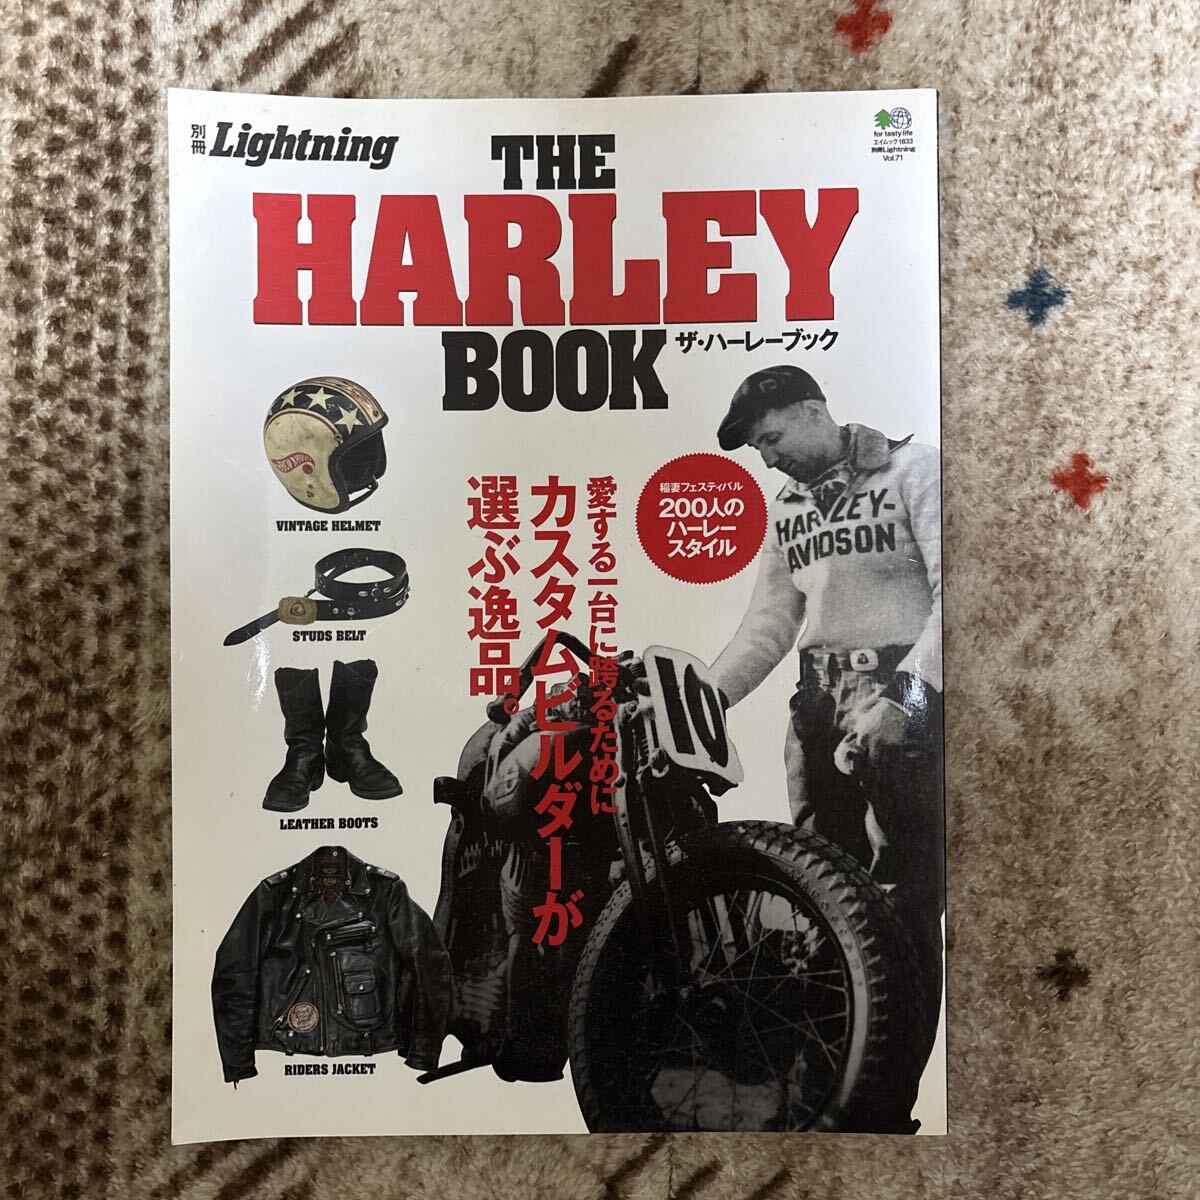 別冊 Lightning
for tasty life
エイムック1833
別冊Lightning
Vol.71
THE
HARLEY
BOOK
ザ・ハーレーブック
VINTAGE HELMET
STUDS BELT
LEATHER BOOTS
RIDERS JACKET
愛する一台に跨るために
カスタムビルダーが
選ぶ逸品。
稲妻フェスティバル
200人の
ハーレー
スタイル
HARLEY-
AVIDSON
10